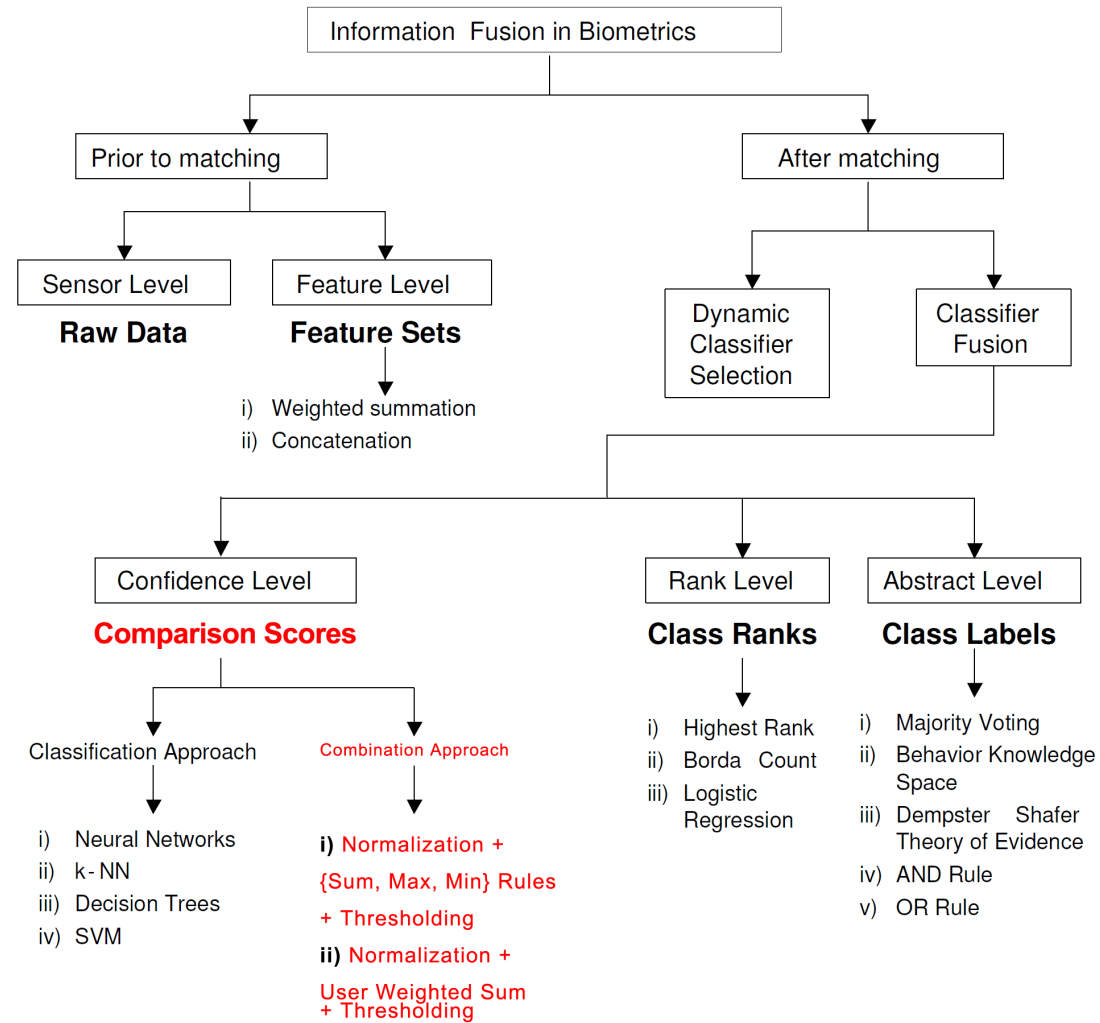 Information Fusion in Biometrics
Prior to matching
After matching
Sensor Level
Feature Level
Raw Data
Feature Sets
Dynamic
Classifier
Selection
Classifier
Fusion
i) Weighted summation
ii) Concatenation
Confidence Level
Rank Level
Abstract Level
Comparison Scores
Class Ranks
Class Labels
Classification Approach
Combination Approach
i) Neural Networks
ii) k-NN
iii) Decision Trees
iv) SVM
i) Normalization +
{Sum, Max, Min} Rules
+ Thresholding
ii) Normalization +
User Weighted Sum
+ Thresholding
i) Highest Rank
ii) Borda Count
iii) Logistic
Regression
i) Majority Voting
ii) Behavior Knowledge
Space
iii) Dempster Shafer
Theory of Evidence
iv) AND Rule
v) OR Rule